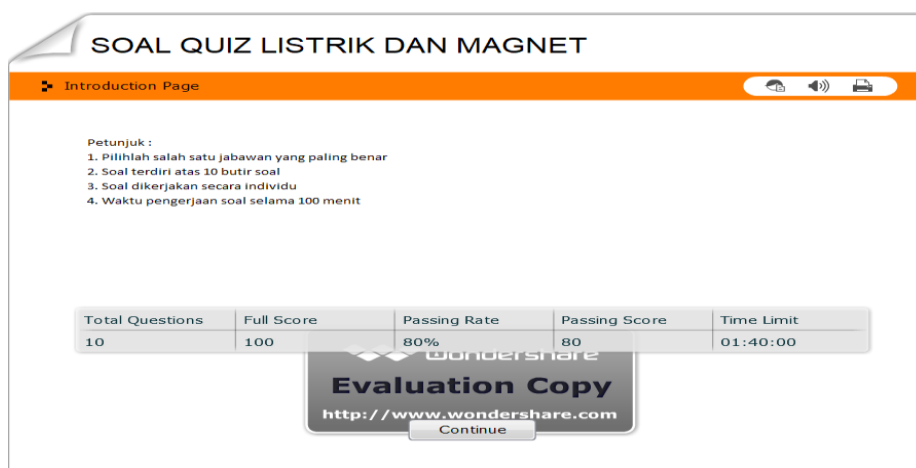 SOAL QUIZ LISTRIK DAN MAGNET
Introduction Page
Petunjuk :
1. Pilihlah salah satu jabawan yang paling benar
2. Soal terdiri atas 10 butir soal
3. Soal dikerjakan secara individu
4. Waktu pengerjaan soal selama 100 menit
Total Questions Full Score Passing Rate Passing Score Time Limit
10 100 80% 80 01:40:00
wondershare
Evaluation Copy
http://www.wondershare.com
Continue